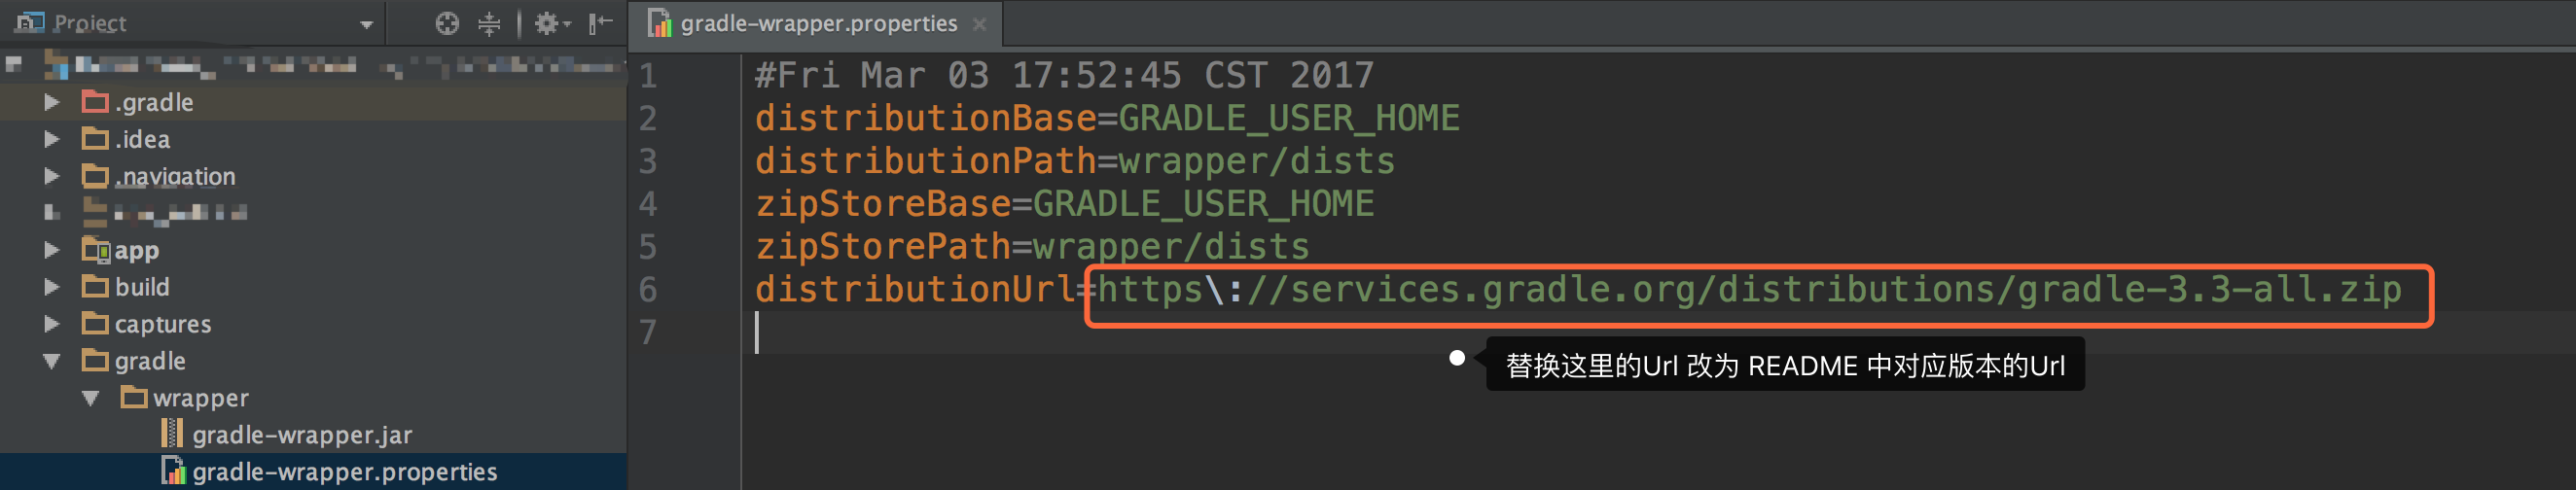 Project
.gradle
.idea
.navigation
app
build
captures
gradle
wrapper
gradle-wrapper.jar
gradle-wrapper.properties
gradle-wrapper.properties
1 #Fri Mar 03 17:52:45 CST 2017
2 distributionBase=GRADLE_USER_HOME
3 distributionPath=wrapper/dists
4 zipStoreBase=GRADLE_USER_HOME
5 zipStorePath=wrapper/dists
6 distributionUrl=https\://services.gradle.org/distributions/gradle-3.3-all.zip
7
替换这里的Url 改为 README 中对应版本的Url